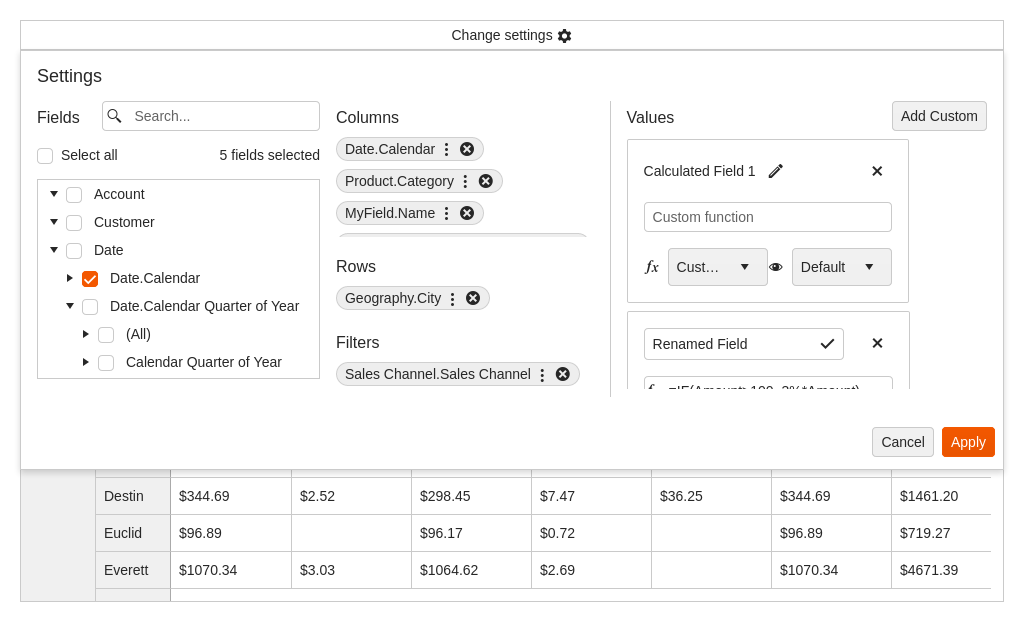 Change settings
Settings
Fields
Search...
Select all
5 fields selected
Account
Customer
Date
Date.Calendar
Date.Calendar Quarter of Year
(All)
Calendar Quarter of Year
Columns
Date.Calendar
Product.Category
MyField.Name
Rows
Geography.City
Filters
Sales Channel.Sales Channel
Values
Add Custom
Calculated Field 1
Custom function
fx Cust… Default
Renamed Field
Cancel
Apply
Destin $344.69 $2.52 $298.45 $7.47 $36.25 $344.69 $1461.20
Euclid $96.89 $96.17 $0.72 $96.89 $719.27
Everett $1070.34 $3.03 $1064.62 $2.69 $1070.34 $4671.39